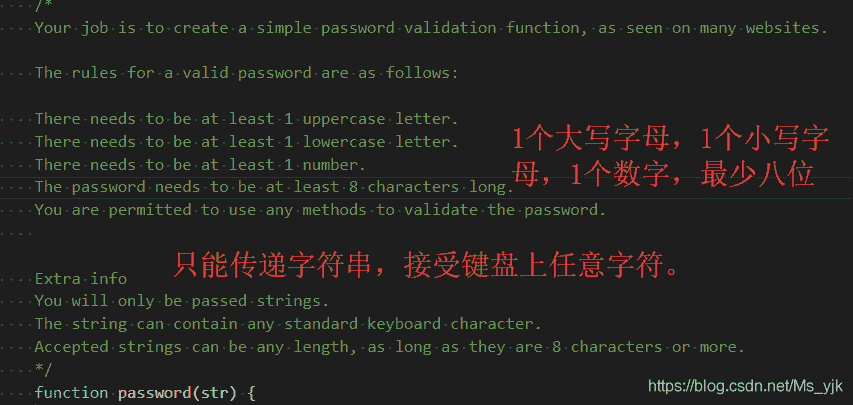 /*
Your job is to create a simple password validation function, as seen on many websites.
The rules for a valid password are as follows:
There needs to be at least 1 uppercase letter.
There needs to be at least 1 lowercase letter.
There needs to be at least 1 number.
The password needs to be at least 8 characters long.
You are permitted to use any methods to validate the password.
1个大写字母，1个小写字
母，1个数字，最少八位
只能传递字符串，接受键盘上任意字符。
Extra info
You will only be passed strings.
The string can contain any standard keyboard character.
Accepted strings can be any length, as long as they are 8 characters or more.
*/
function password(str) {
https://blog.csdn.net/Ms_yjk